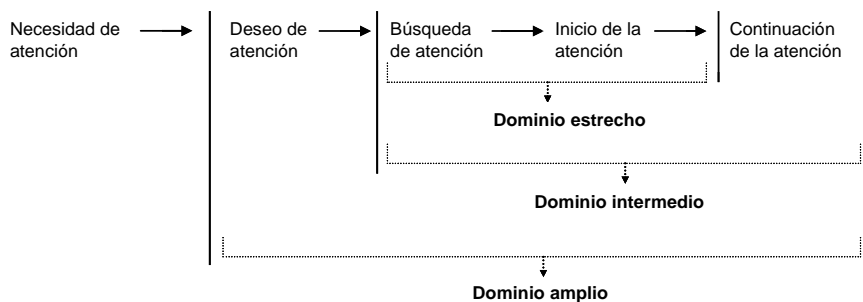 Necesidad de
atención
Deseo de
atención
Búsqueda
de atención
Inicio de la
atención
Continuación
de la atención
Dominio estrecho
Dominio intermedio
Dominio amplio